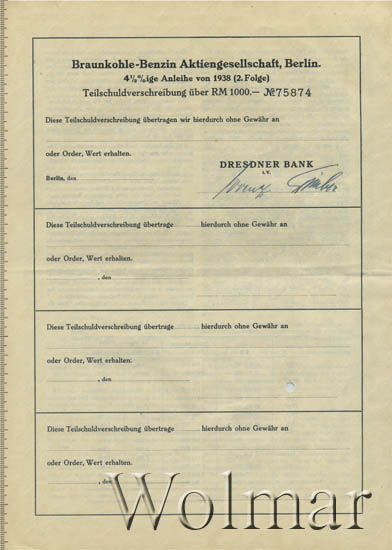 Braunkohle-Benzin Aktiengesellschaft, Berlin.
4½%ige Anleihe von 1938 (2. Folge)
Teilschuldverschreibung über RM 1000.— № 75874
Diese Teilschuldverschreibung übertragen wir hierdurch ohne Gewähr an
oder Order, Wert erhalten.
DRESDNER BANK
i.V.
Berlin, den
Diese Teilschuldverschreibung übertrage hierdurch ohne Gewähr an
oder Order, Wert erhalten.
, den
Diese Teilschuldverschreibung übertrage hierdurch ohne Gewähr an
oder Order, Wert erhalten.
, den
Diese Teilschuldverschreibung übertrage hierdurch ohne Gewähr an
oder Order, Wert erhalten.
, den
Wolmar